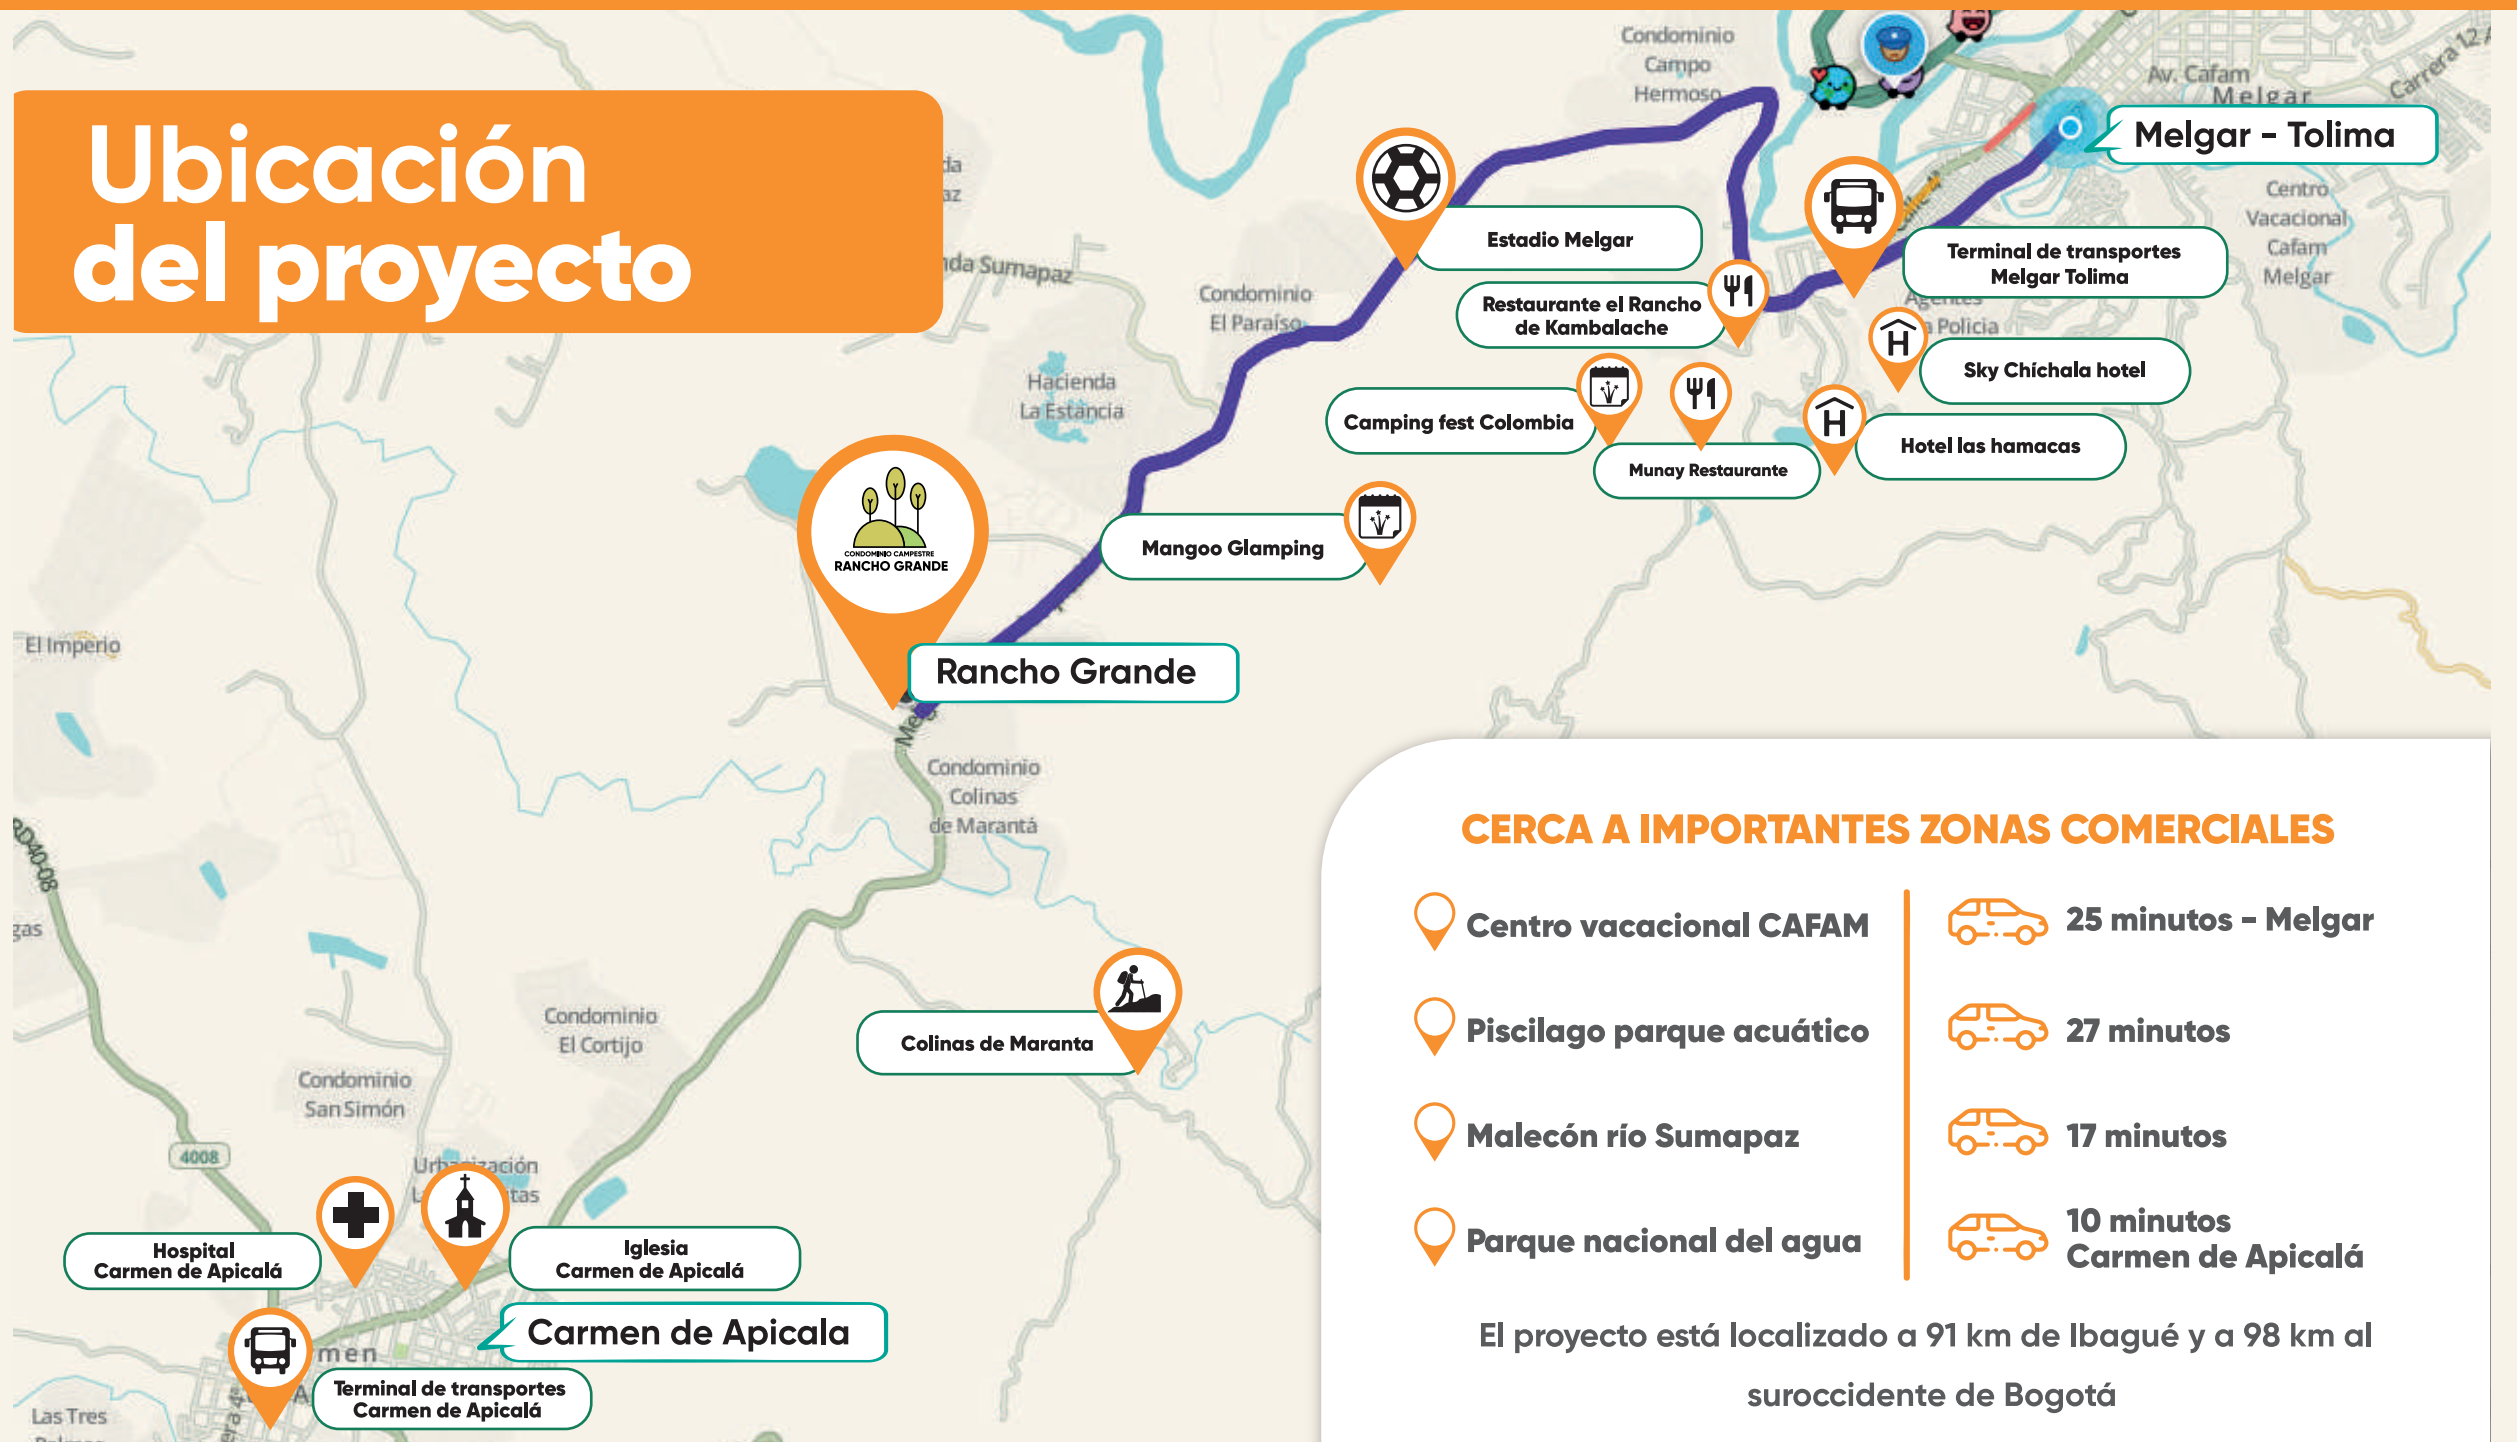 Ubicación
del proyecto
Condominio
Campo
Hermoso
Av. Cafam
Melgar
Carrera 12
Melgar - Tolima
Centro
Vacacional
Cafam
Melgar
Estadio Melgar
Terminal de transportes
Melgar Tolima
Restaurante el Rancho
de Kambalache
Condominio
El Paraíso
Agentes
Policia
Sky Chíchala hotel
Hacienda
La Estancia
Camping fest Colombia
Hotel las hamacas
Munay Restaurante
Mangoo Glamping
CONDOMINIO CAMPESTRE
RANCHO GRANDE
Rancho Grande
El Imperio
Condominio
Colinas
de Marantá
Colinas de Maranta
Condominio
El Cortijo
Condominio
San Simón
4008
Hospital
Carmen de Apicalá
Iglesia
Carmen de Apicalá
Carmen de Apicala
Terminal de transportes
Carmen de Apicalá
Las Tres
CERCA A IMPORTANTES ZONAS COMERCIALES
Centro vacacional CAFAM
25 minutos - Melgar
Piscilago parque acuático
27 minutos
Malecón río Sumapaz
17 minutos
Parque nacional del agua
10 minutos
Carmen de Apicalá
El proyecto está localizado a 91 km de Ibagué y a 98 km al
suroccidente de Bogotá